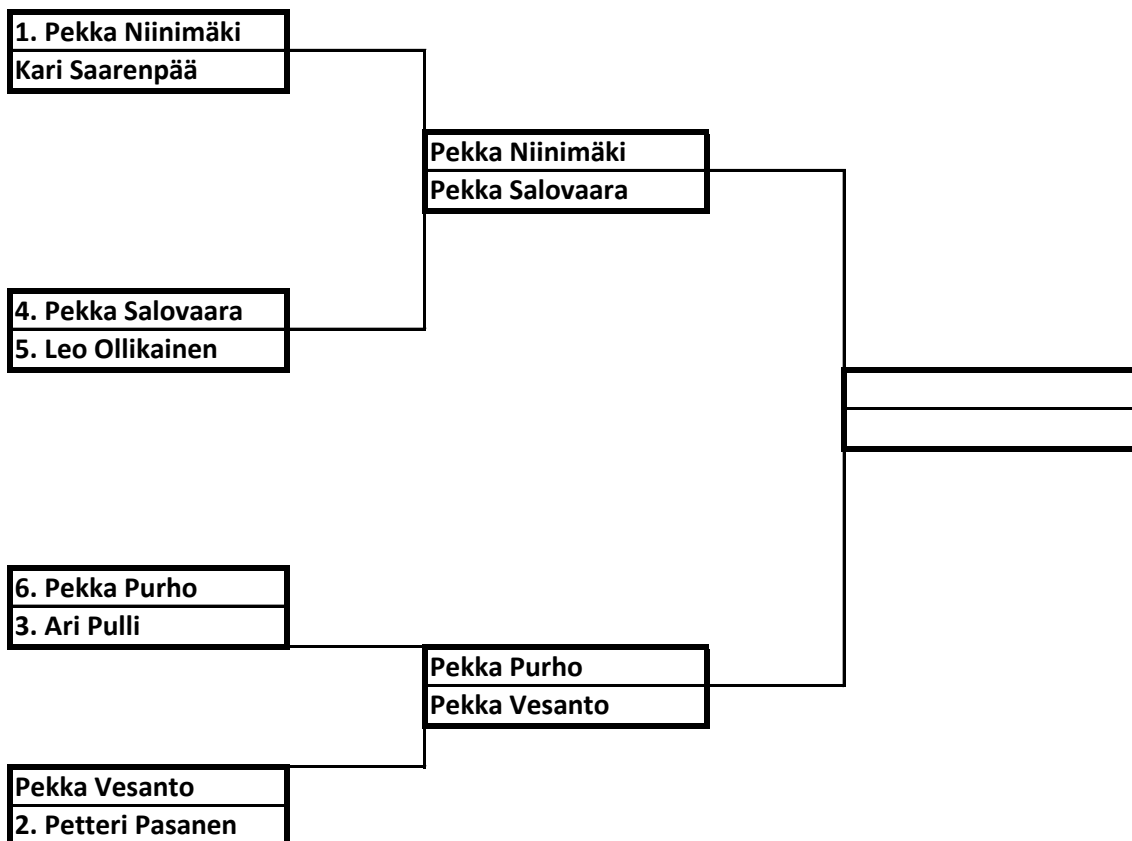 1. Pekka Niinimäki
Kari Saarenpää
Pekka Niinimäki
Pekka Salovaara
4. Pekka Salovaara
5. Leo Ollikainen
6. Pekka Purho
3. Ari Pulli
Pekka Purho
Pekka Vesanto
Pekka Vesanto
2. Petteri Pasanen